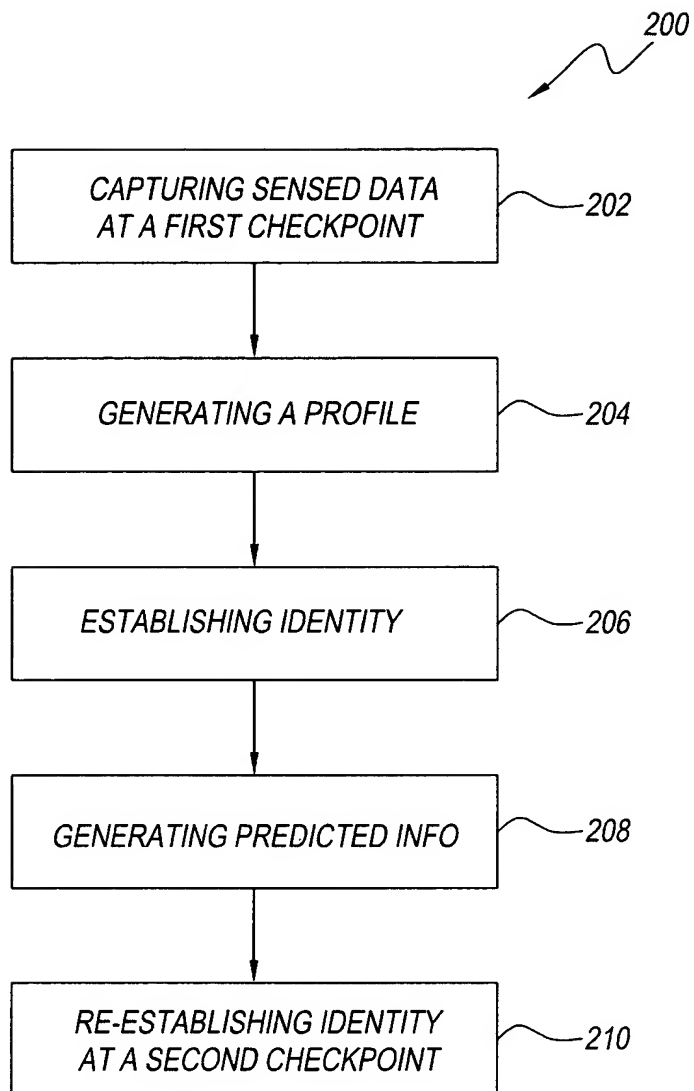 200
CAPTURING SENSED DATA
AT A FIRST CHECKPOINT
202
GENERATING A PROFILE
204
ESTABLISHING IDENTITY
206
GENERATING PREDICTED INFO
208
RE-ESTABLISHING IDENTITY
AT A SECOND CHECKPOINT
210